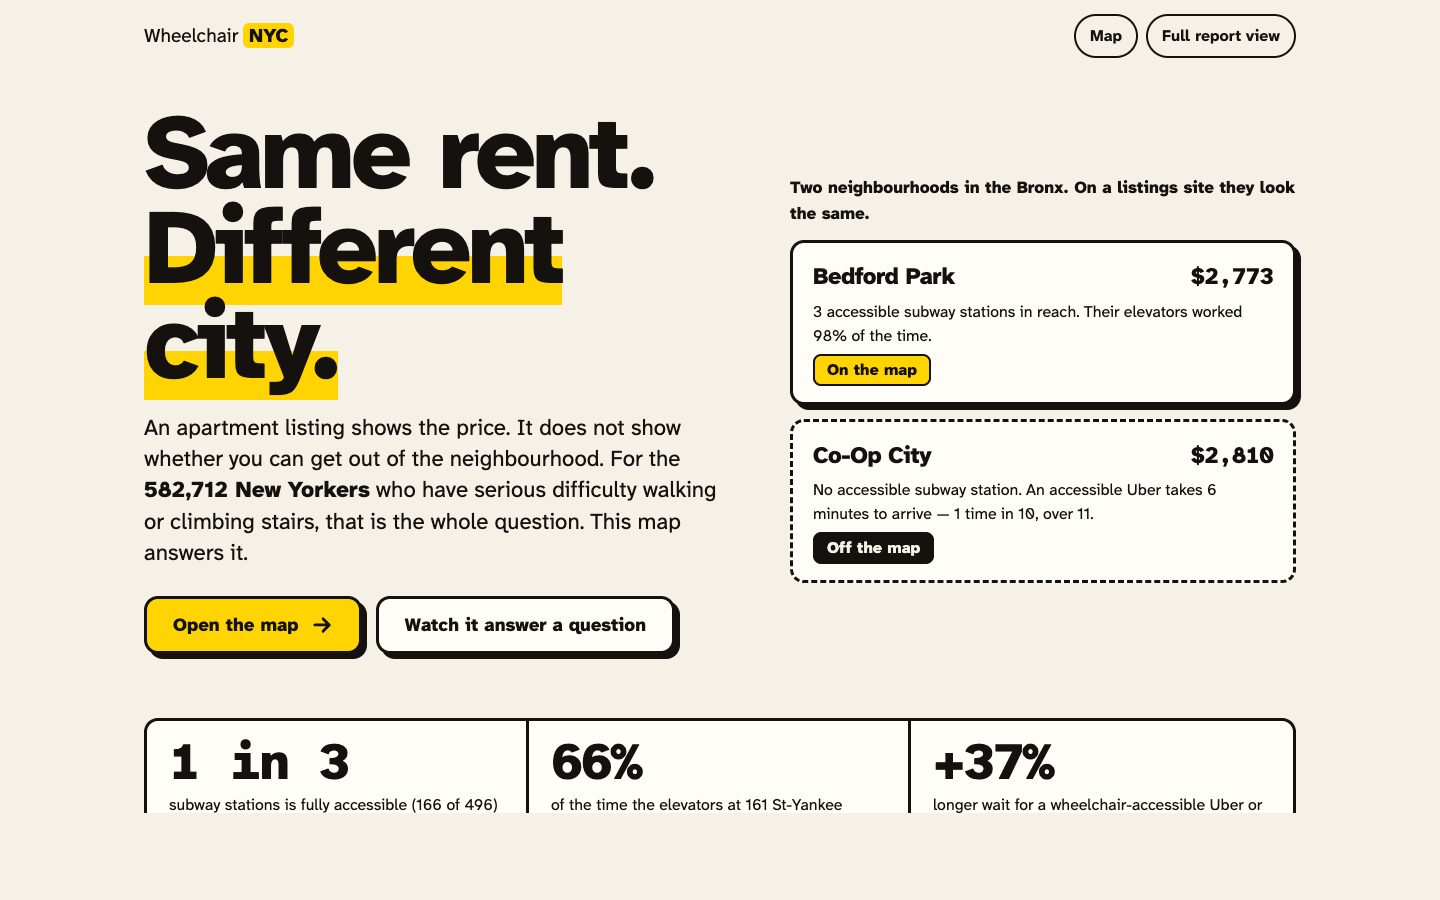 Wheelchair NYC
Map
Full report view
Same rent.
Different
city.
An apartment listing shows the price. It does not show
whether you can get out of the neighbourhood. For the
582,712 New Yorkers who have serious difficulty walking
or climbing stairs, that is the whole question. This map
answers it.
Open the map →
Watch it answer a question
Two neighbourhoods in the Bronx. On a listings site they look
the same.
Bedford Park $2,773
3 accessible subway stations in reach. Their elevators worked
98% of the time.
On the map
Co-Op City $2,810
No accessible subway station. An accessible Uber takes 6
minutes to arrive — 1 time in 10, over 11.
Off the map
1 in 3
subway stations is fully accessible (166 of 496)
66%
of the time the elevators at 161 St-Yankee
+37%
longer wait for a wheelchair-accessible Uber or